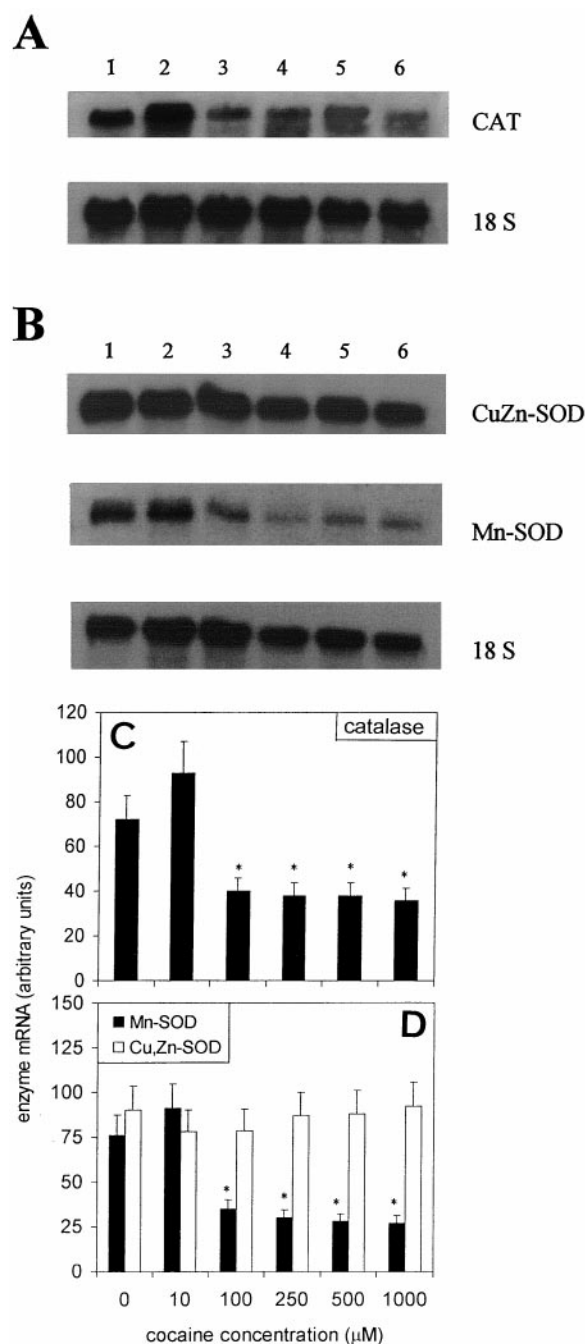 A
1 2 3 4 5 6
CAT
18 S
B
1 2 3 4 5 6
CuZn-SOD
Mn-SOD
18 S
120
C
catalase
100
80
60
40
20
0
* * * *
enzyme mRNA (arbitrary units)
150
Mn-SOD
Cu,Zn-SOD
D
125
100
75
50
25
0
* * * *
0 10 100 250 500 1000
cocaine concentration (µM)